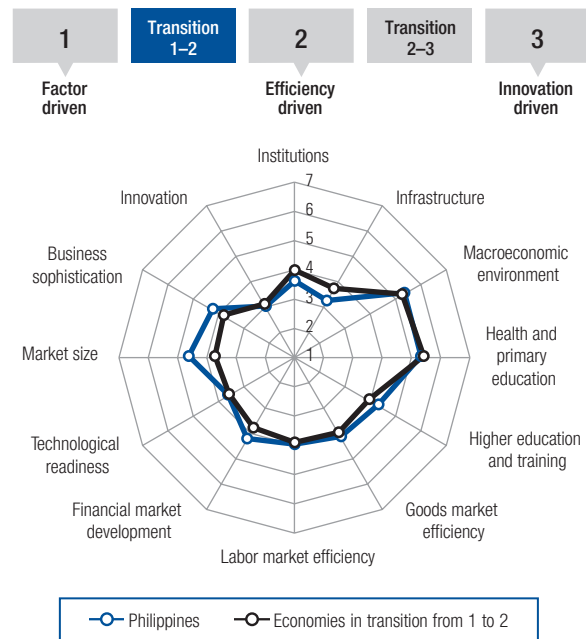 1
Transition
1–2
2
Transition
2–3
3
Factor
driven
Efficiency
driven
Innovation
driven
Institutions
Infrastructure
Macroeconomic
environment
Health and
primary
education
Higher education
and training
Goods market
efficiency
Labor market efficiency
Financial market
development
Technological
readiness
Market size
Business
sophistication
Innovation
7
6
5
4
3
2
1
Philippines
Economies in transition from 1 to 2